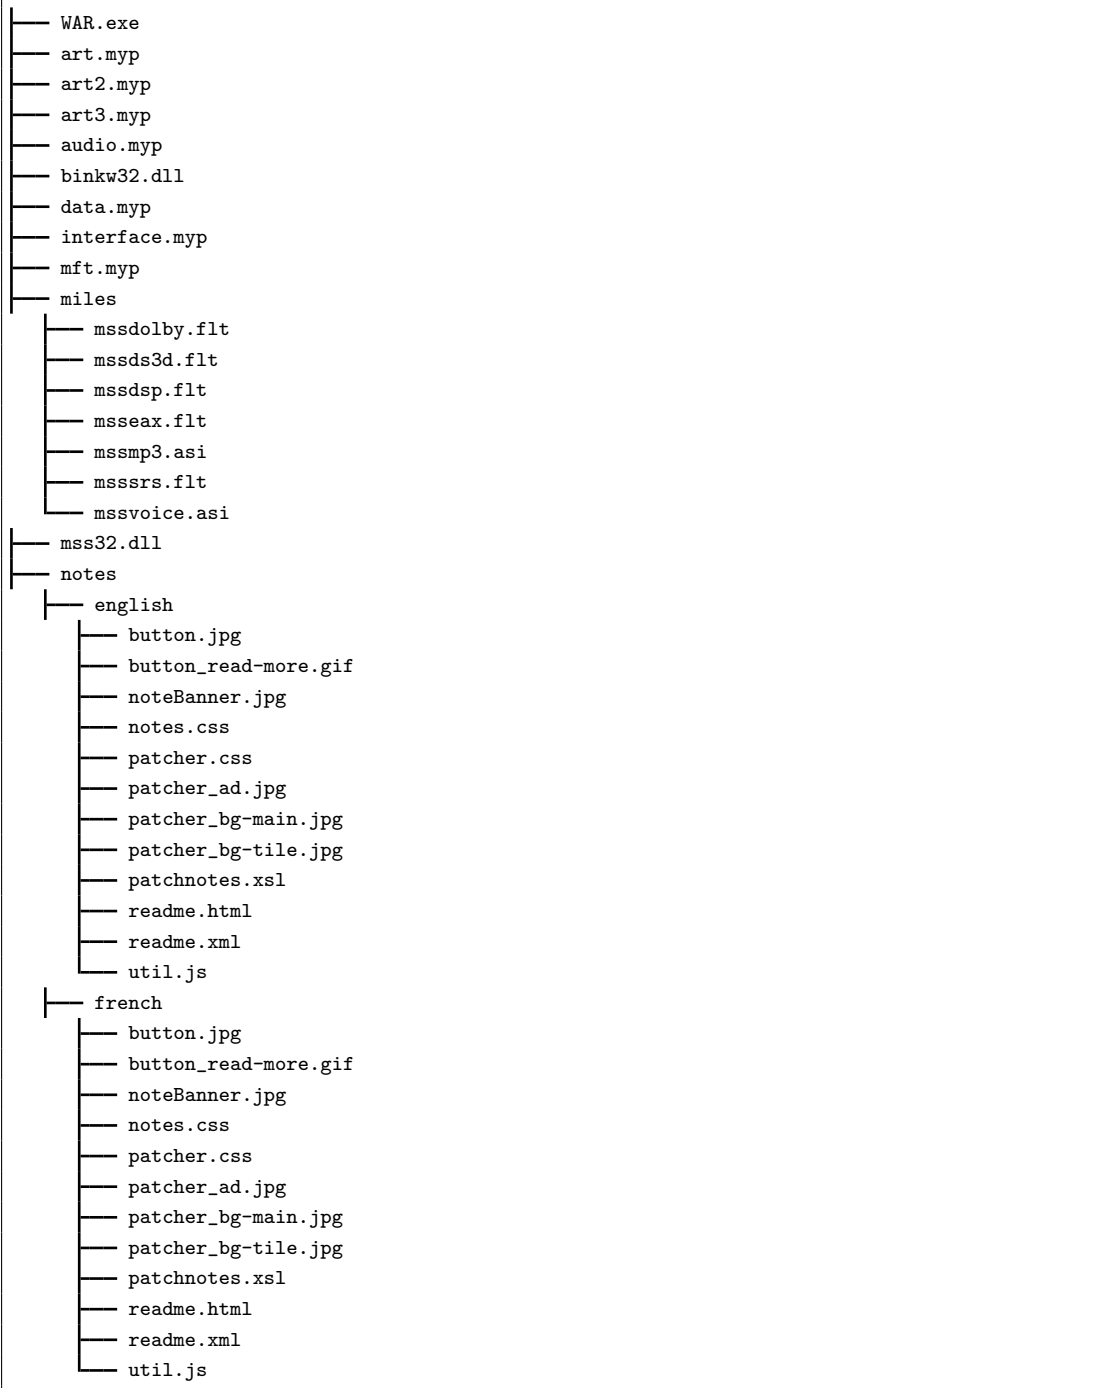 WAR.exe
art.myp
art2.myp
art3.myp
audio.myp
binkw32.dll
data.myp
interface.myp
mft.myp
miles
mssdolby.flt
mssds3d.flt
mssdsp.flt
msseax.flt
mssmp3.asi
msssrs.flt
mssvoice.asi
mss32.dll
notes
english
button.jpg
button_read-more.gif
noteBanner.jpg
notes.css
patcher.css
patcher_ad.jpg
patcher_bg-main.jpg
patcher_bg-tile.jpg
patchnotes.xsl
readme.html
readme.xml
util.js
french
button.jpg
button_read-more.gif
noteBanner.jpg
notes.css
patcher.css
patcher_ad.jpg
patcher_bg-main.jpg
patcher_bg-tile.jpg
patchnotes.xsl
readme.html
readme.xml
util.js